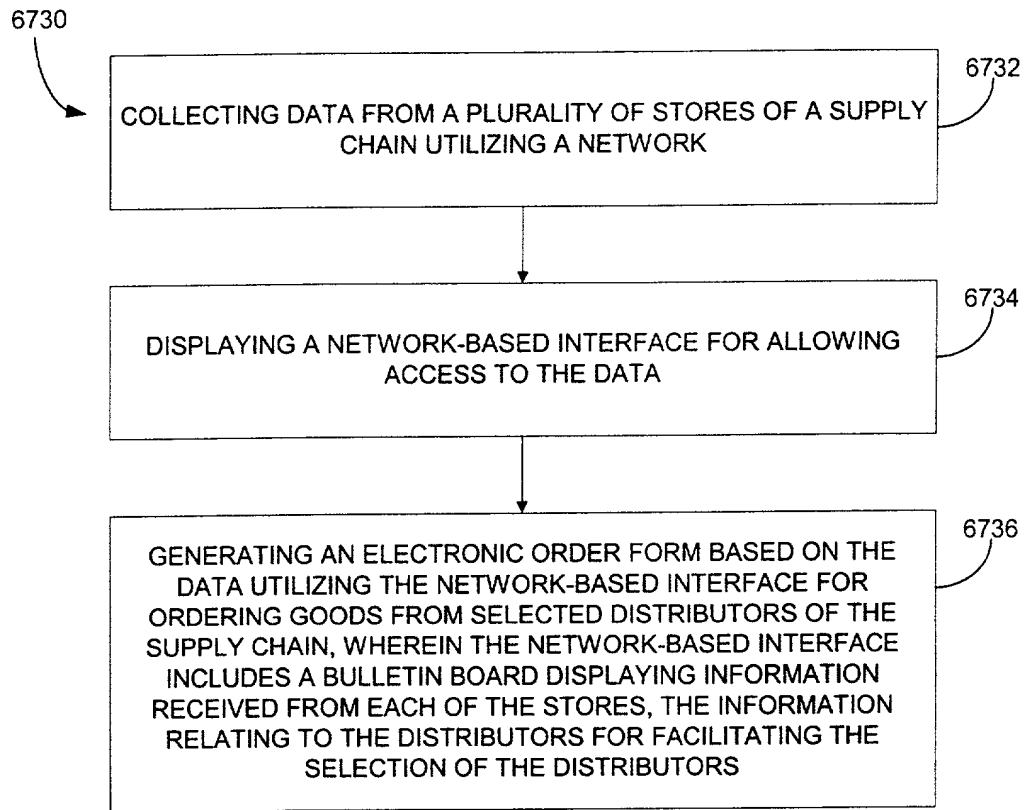 6730
6732
COLLECTING DATA FROM A PLURALITY OF STORES OF A SUPPLY
CHAIN UTILIZING A NETWORK
6734
DISPLAYING A NETWORK-BASED INTERFACE FOR ALLOWING
ACCESS TO THE DATA
6736
GENERATING AN ELECTRONIC ORDER FORM BASED ON THE
DATA UTILIZING THE NETWORK-BASED INTERFACE FOR
ORDERING GOODS FROM SELECTED DISTRIBUTORS OF THE
SUPPLY CHAIN, WHEREIN THE NETWORK-BASED INTERFACE
INCLUDES A BULLETIN BOARD DISPLAYING INFORMATION
RECEIVED FROM EACH OF THE STORES, THE INFORMATION
RELATING TO THE DISTRIBUTORS FOR FACILITATING THE
SELECTION OF THE DISTRIBUTORS